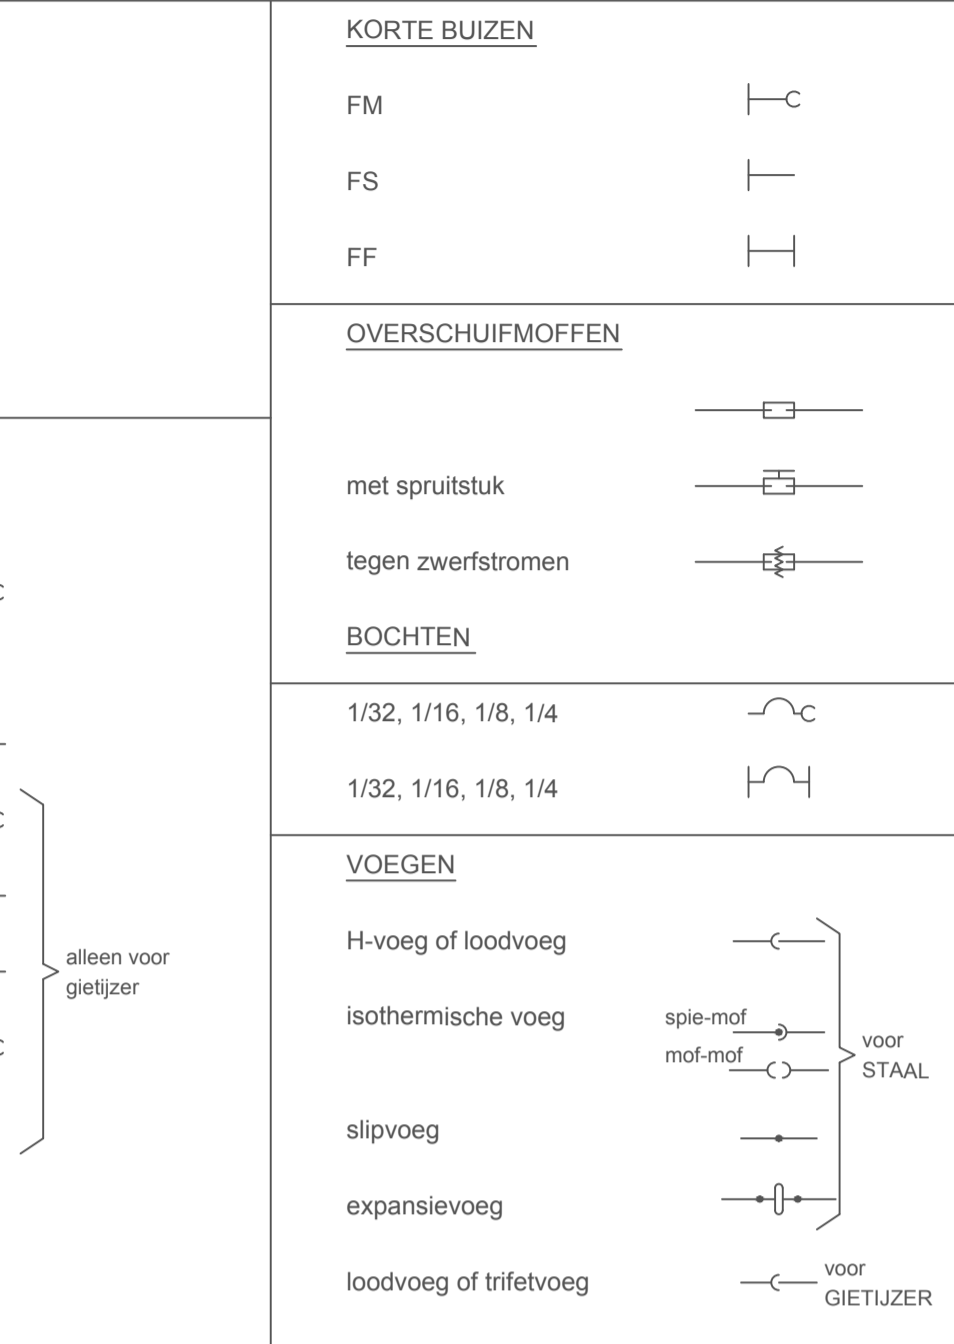 KORTE BUIZEN
FM
FS
FF
OVERSCHUIFMOFFEN
met spruitstuk
tegen zwerfstromen
BOCHTEN
1/32, 1/16, 1/8, 1/4
1/32, 1/16, 1/8, 1/4
alleen voor
gietijzer
VOEGEN
H-voeg of loodvoeg
isothermische voeg
spie-mof
mof-mof
voor
STAAL
slipvoeg
expansievoeg
loodvoeg of trifetvoeg
voor
GIETIJZER